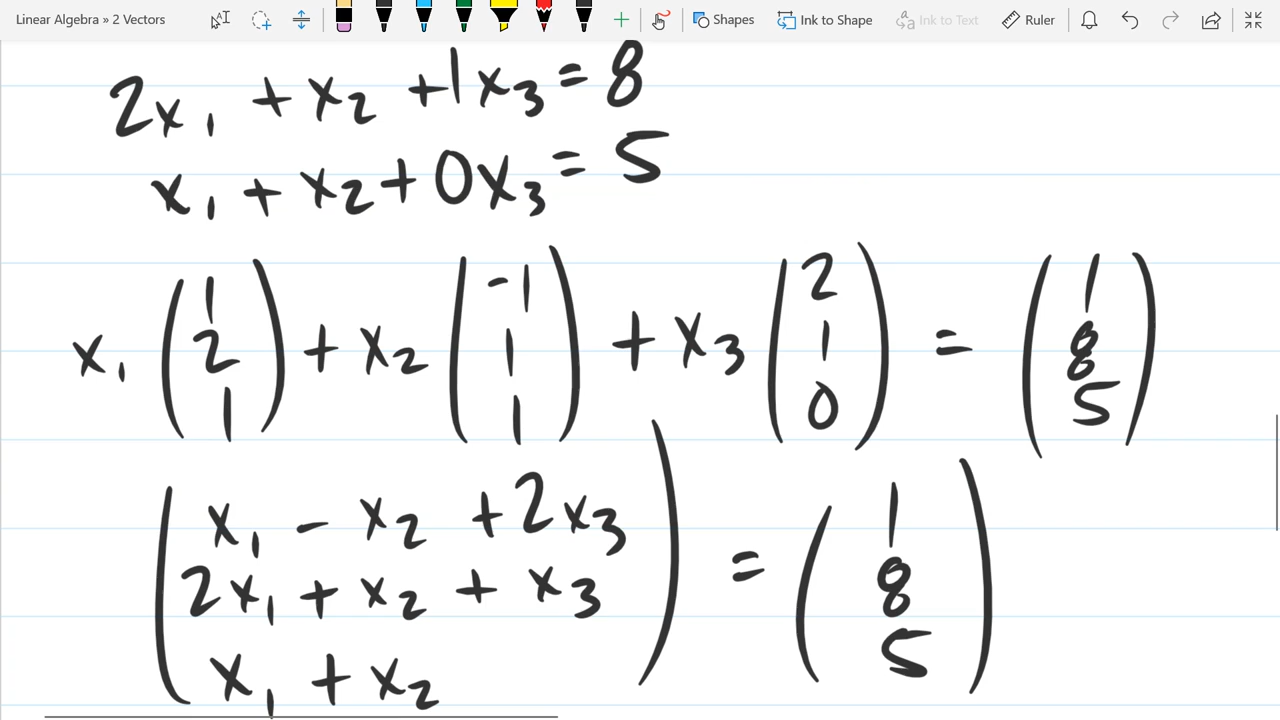 Linear Algebra » 2 Vectors Shapes Ink to Shape Ink to Text Ruler
2x₁ + x₂ + 1x₃ = 8
x₁ + x₂ + 0x₃ = 5
x₁ (1 2 1) + x₂ (-1 1 1) + x₃ (2 1 0) = (1 8 5)
x₁ - x₂ + 2x₃ = 1
2x₁ + x₂ + x₃ 8
x₁ + x₂ 5